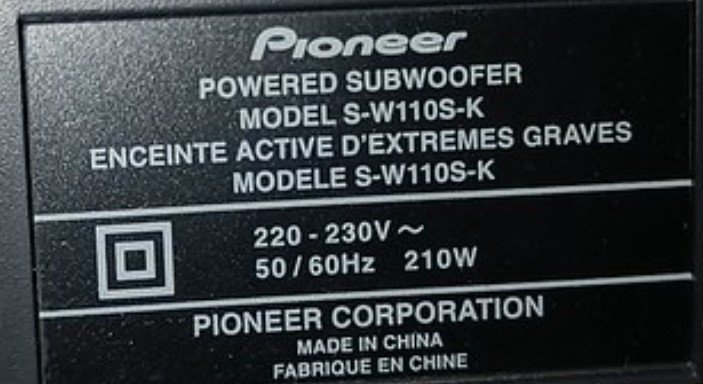 Pioneer
POWERED SUBWOOFER
MODEL S-W110S-K
ENCEINTE ACTIVE D'EXTREMES GRAVES
MODELE S-W110S-K
220 - 230V ~
50 / 60Hz 210W
PIONEER CORPORATION
MADE IN CHINA
FABRIQUE EN CHINE